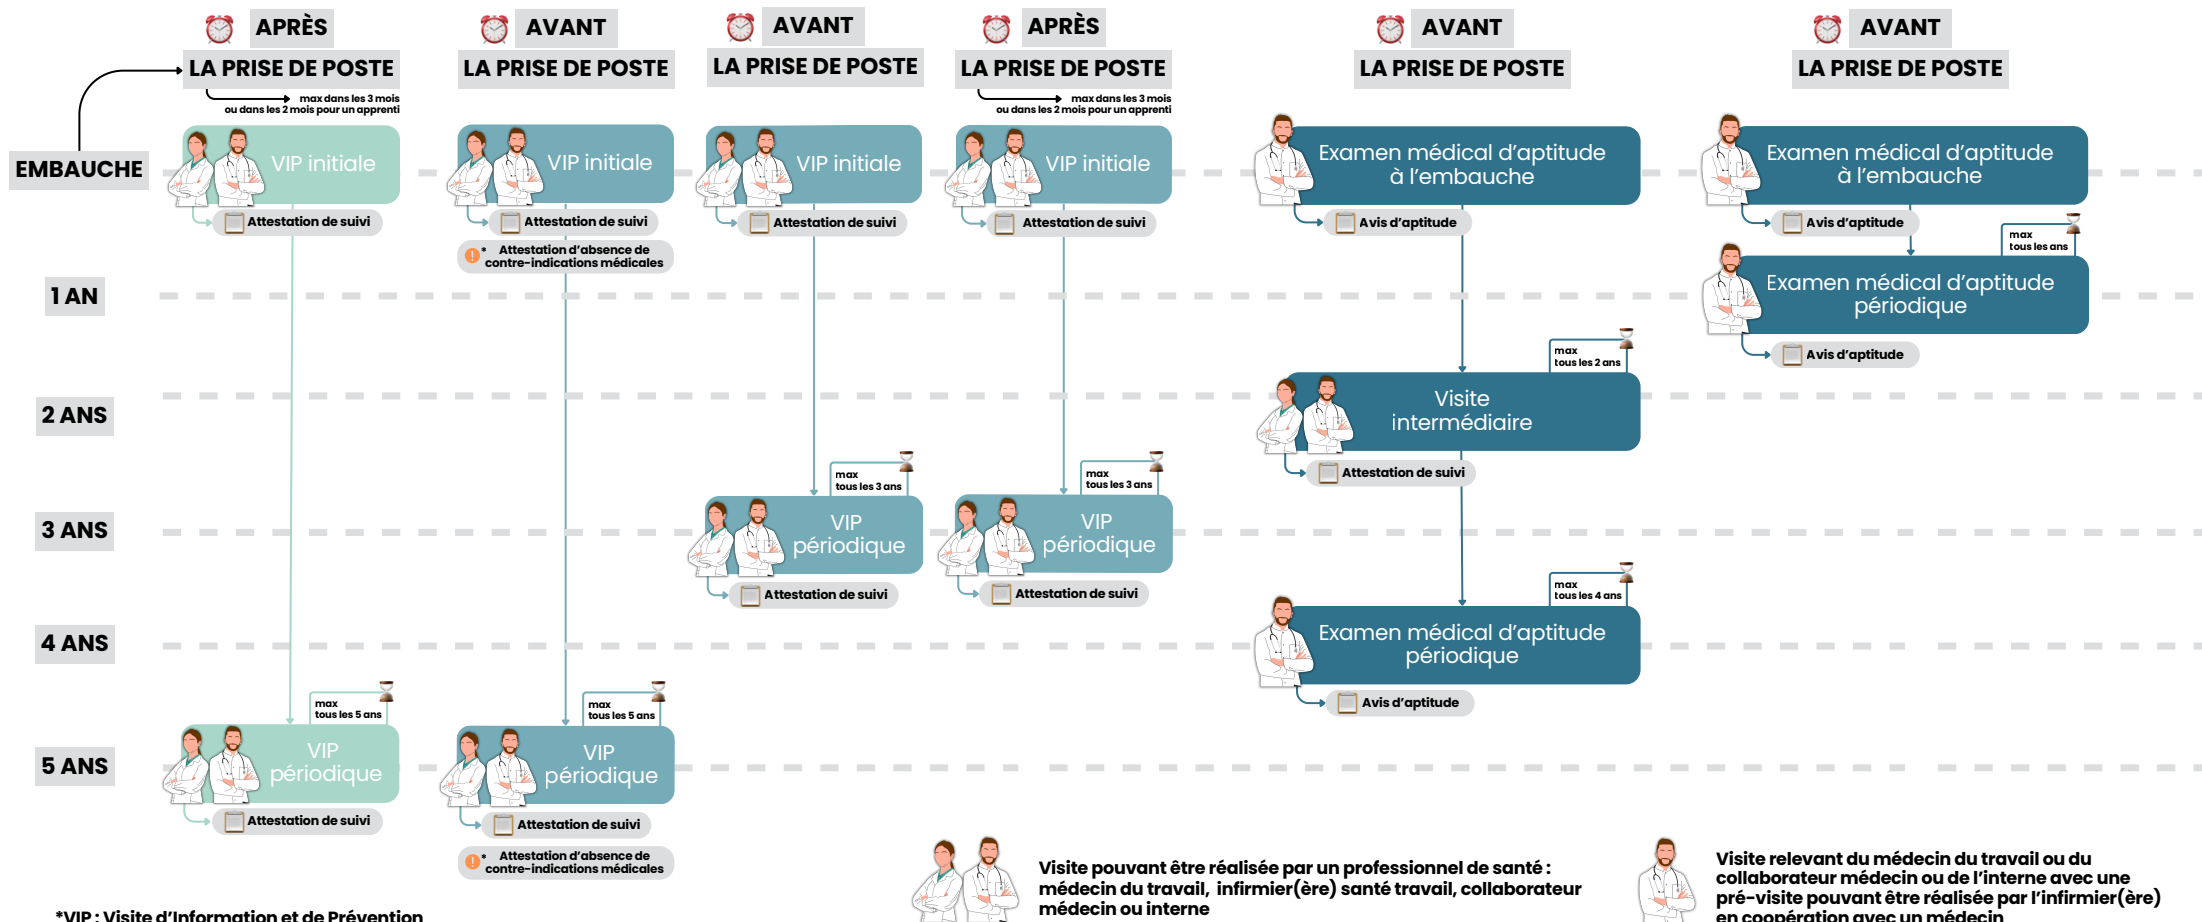 APRÈS
LA PRISE DE POSTE
max dans les 3 mois
ou dans les 2 mois pour un apprenti
AVANT
LA PRISE DE POSTE
AVANT
LA PRISE DE POSTE
APRÈS
LA PRISE DE POSTE
max dans les 3 mois
ou dans les 2 mois pour un apprenti
AVANT
LA PRISE DE POSTE
AVANT
LA PRISE DE POSTE
EMBAUCHE
VIP initiale
Attestation de suivi
VIP initiale
Attestation de suivi
! * Attestation d'absence de
contre-indications médicales
VIP initiale
Attestation de suivi
VIP initiale
Attestation de suivi
Examen médical d'aptitude
à l'embauche
Avis d'aptitude
Examen médical d'aptitude
à l'embauche
Avis d'aptitude
1 AN
max
tous les ans
Examen médical d'aptitude
périodique
Avis d'aptitude
2 ANS
max
tous les 2 ans
Visite
intermédiaire
Attestation de suivi
3 ANS
max
tous les 3 ans
VIP
périodique
Attestation de suivi
max
tous les 3 ans
VIP
périodique
Attestation de suivi
4 ANS
max
tous les 4 ans
Examen médical d'aptitude
périodique
Avis d'aptitude
5 ANS
max
tous les 5 ans
VIP
périodique
Attestation de suivi
max
tous les 5 ans
VIP
périodique
Attestation de suivi
! * Attestation d'absence de
contre-indications médicales
*VIP : Visite d'Information et de Prévention
Visite pouvant être réalisée par un professionnel de santé :
médecin du travail, infirmier(ère) santé travail, collaborateur
médecin ou interne
Visite relevant du médecin du travail ou du
collaborateur médecin ou de l'interne avec une
pré-visite pouvant être réalisée par l'infirmier(ère)
en coopération avec un médecin